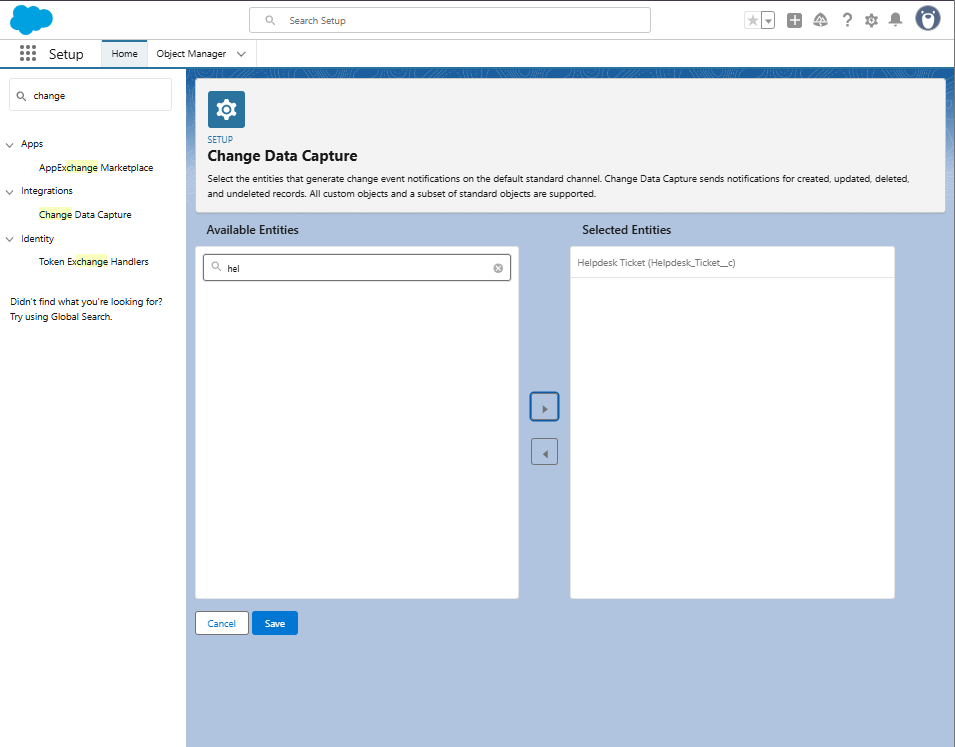 Search Setup
Setup
Home
Object Manager
change
Apps
AppExchange Marketplace
Integrations
Change Data Capture
Identity
Token Exchange Handlers
Didn't find what you're looking for?
Try using Global Search.
SETUP
Change Data Capture
Select the entities that generate change event notifications on the default standard channel. Change Data Capture sends notifications for created, updated, deleted,
and undeleted records. All custom objects and a subset of standard objects are supported.
Available Entities
Selected Entities
hel
Helpdesk Ticket (Helpdesk_Ticket__c)
Cancel
Save